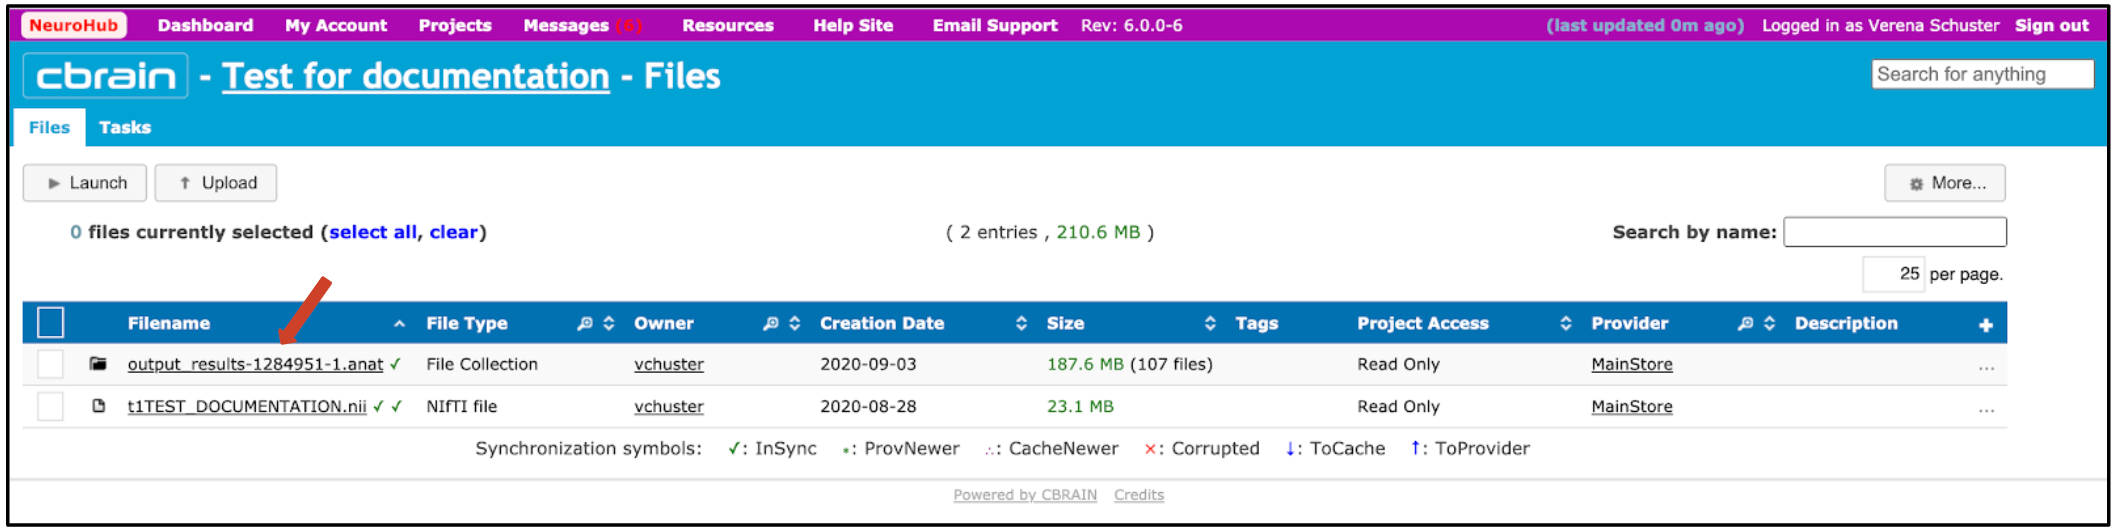 NeuroHub Dashboard My Account Projects Messages (6) Resources Help Site Email Support Rev: 6.0.0-6 (last updated 0m ago) Logged in as Verena Schuster Sign out
cbrain - Test for documentation - Files Search for anything
Files Tasks
Launch Upload More...
0 files currently selected (select all, clear) ( 2 entries , 210.6 MB ) Search by name:
25 per page.
Filename File Type Owner Creation Date Size Tags Project Access Provider Description +
output_results-1284951-1.anat ✓ File Collection vchuster 2020-09-03 187.6 MB (107 files) Read Only MainStore ...
t1TEST_DOCUMENTATION.nii ✓ ✓ NIfTI file vchuster 2020-08-28 23.1 MB Read Only MainStore ...
Synchronization symbols: ✓: InSync *: ProvNewer ∴: CacheNewer ×: Corrupted ↓: ToCache ↑: ToProvider
Powered by CBRAIN Credits